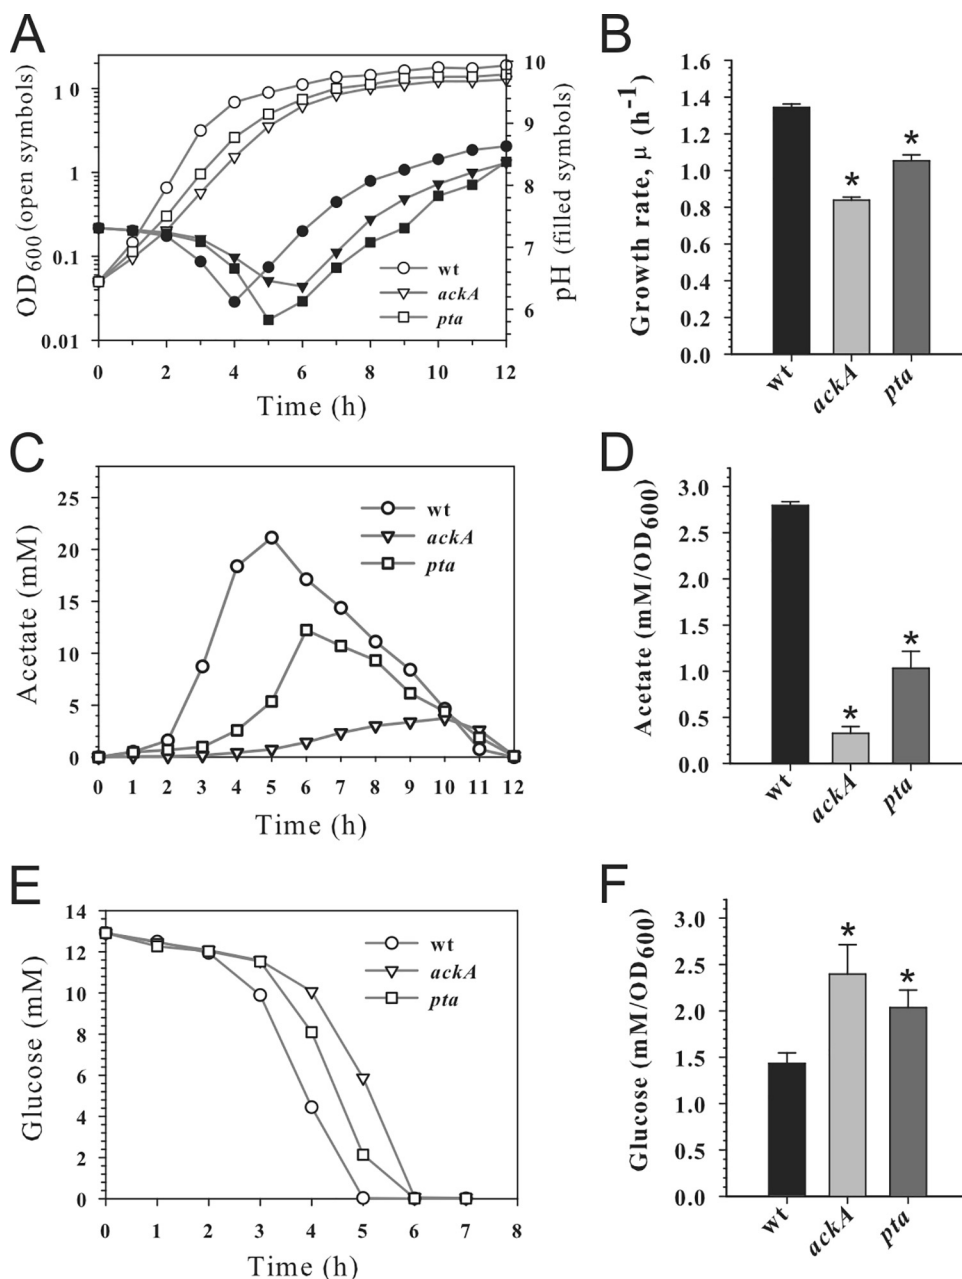 A
OD600 (open symbols)
10
1
0.1
0.01
10
9
8
7
6
pH (filled symbols)
wt
ackA
pta
0 2 4 6 8 10 12
Time (h)
B
Growth rate, μ (h-1)
1.6
1.4
1.2
1.0
0.8
0.6
0.4
0.2
0.0
*
*
wt
ackA
pta
C
Acetate (mM)
25
20
15
10
5
0
wt
ackA
pta
0 1 2 3 4 5 6 7 8 9 10 11 12
Time (h)
D
Acetate (mM/OD600)
3.0
2.5
2.0
1.5
1.0
0.5
0.0
*
*
wt
ackA
pta
E
Glucose (mM)
14
12
10
8
6
4
2
0
wt
ackA
pta
0 1 2 3 4 5 6 7 8
Time (h)
F
Glucose (mM/OD600)
3.0
2.5
2.0
1.5
1.0
0.5
0.0
*
*
wt
ackA
pta